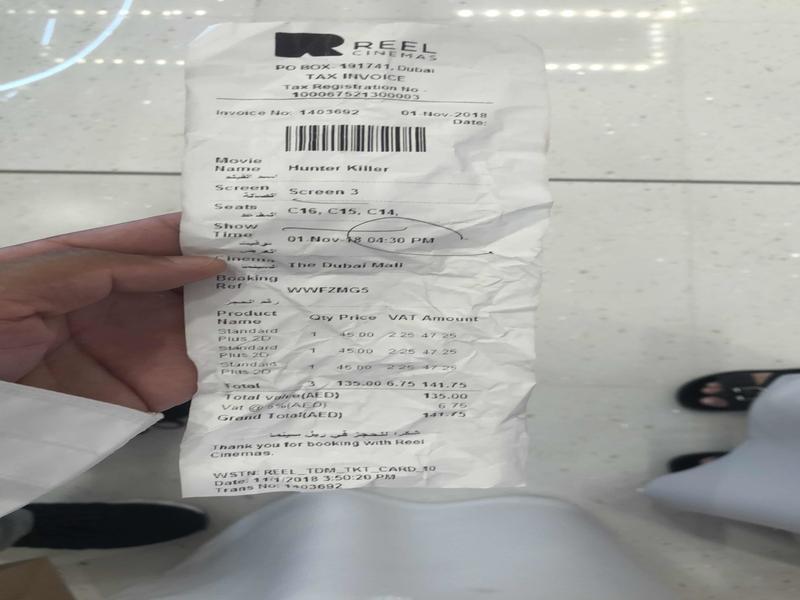 REEL
CINEMAS
PO BOX- 191741, Dubai
TAX INVOICE
Tax Registration No -
100067521300003
Invoice No: 1403692 01-Nov-2018
Date:
Movie
Name Hunter Killer
اسم الفيلم
Screen Screen 3
الصالة
Seats C16, C15, C14,
المقاعد
Show
Time 01-Nov-18 04:30 PM
توقيت
العرض
Cinema The Dubai Mall
السينما
Booking
Ref WWFZMG5
رقم الحجز
Product
Name Qty Price VAT Amount
Standard
Plus 2D 1 45.00 2.25 47.25
Standard
Plus 2D 1 45.00 2.25 47.25
Standard
Plus 2D 1 45.00 2.25 47.25
Total 3 135.00 6.75 141.75
Total value(AED) 135.00
Vat @ 5%(AED) 6.75
Grand Total(AED) 141.75
شكرا للحجز في ريل سينما
Thank you for booking with Reel
Cinemas.
WSTN: REEL_TDM_TKT_CARD_10
Date: 11/1/2018 3:50:20 PM
Trans No: 1403692